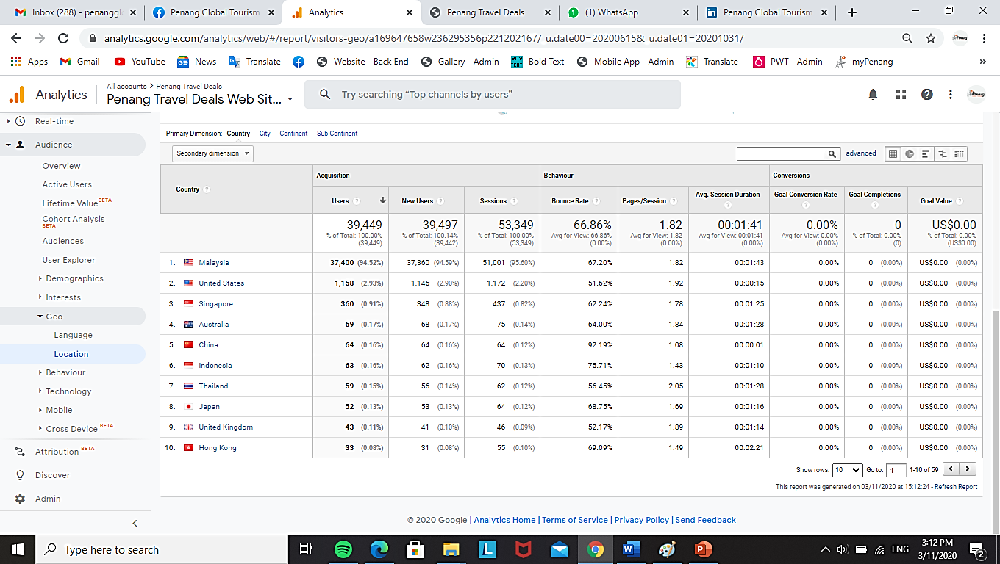 Inbox (288) - penangglo
Penang Global Tourism
Analytics
Penang Travel Deals
(1) WhatsApp
Penang Global Tourism
analytics.google.com/analytics/web/#/report/visitors-geo/a169647658w236295356p221202167/_u.date00=20200615&_u.date01=20201031/
Apps Gmail YouTube News Translate Website - Back End Gallery - Admin Bold Text Mobile App - Admin Translate PWT - Admin myPenang »
Analytics
All accounts > Penang Travel Deals
Penang Travel Deals Web Sit...
Try searching “Top channels by users”
Real-time
Audience
Overview
Active Users
Lifetime Value BETA
Cohort Analysis
BETA
Audiences
User Explorer
Demographics
Interests
Geo
Language
Location
Behaviour
Technology
Mobile
Cross Device BETA
Attribution BETA
Discover
Admin
Primary Dimension: Country City Continent Sub Continent
Secondary dimension
advanced
Country
Acquisition Behaviour Conversions
Users New Users Sessions Bounce Rate Pages/Session Avg. Session Duration Goal Conversion Rate Goal Completions Goal Value
39,449 39,497 53,349 66.86% 1.82 00:01:41 0.00% 0 US$0.00
% of Total: 100.00% % of Total: 100.14% % of Total: 100.00% Avg for View: 66.86% Avg for View: 1.82 Avg for View: 00:01:41 Avg for View: 0.00% % of Total: 0.00% % of Total: 0.00%
(39,449) (39,442) (53,349) (0.00%) (0.00%) (0.00%) (0.00%) (0) (US$0.00)
1. Malaysia 37,400 (94.52%) 37,360 (94.59%) 51,001 (95.60%) 67.20% 1.82 00:01:43 0.00% 0 (0.00%) US$0.00 (0.00%)
2. United States 1,158 (2.93%) 1,146 (2.90%) 1,172 (2.20%) 51.62% 1.92 00:00:15 0.00% 0 (0.00%) US$0.00 (0.00%)
3. Singapore 360 (0.91%) 348 (0.88%) 437 (0.82%) 62.24% 1.78 00:01:25 0.00% 0 (0.00%) US$0.00 (0.00%)
4. Australia 69 (0.17%) 68 (0.17%) 75 (0.14%) 64.00% 1.84 00:01:28 0.00% 0 (0.00%) US$0.00 (0.00%)
5. China 64 (0.16%) 64 (0.16%) 64 (0.12%) 92.19% 1.08 00:00:01 0.00% 0 (0.00%) US$0.00 (0.00%)
6. Indonesia 63 (0.16%) 62 (0.16%) 70 (0.13%) 75.71% 1.43 00:01:10 0.00% 0 (0.00%) US$0.00 (0.00%)
7. Thailand 59 (0.15%) 56 (0.14%) 62 (0.12%) 56.45% 2.05 00:01:28 0.00% 0 (0.00%) US$0.00 (0.00%)
8. Japan 52 (0.13%) 53 (0.13%) 64 (0.12%) 68.75% 1.69 00:01:16 0.00% 0 (0.00%) US$0.00 (0.00%)
9. United Kingdom 43 (0.11%) 41 (0.10%) 46 (0.09%) 52.17% 1.89 00:01:14 0.00% 0 (0.00%) US$0.00 (0.00%)
10. Hong Kong 33 (0.08%) 31 (0.08%) 55 (0.10%) 69.09% 1.49 00:02:21 0.00% 0 (0.00%) US$0.00 (0.00%)
Show rows: 10 Go to: 1 1-10 of 59
This report was generated on 03/11/2020 at 15:12:24 - Refresh Report
© 2020 Google | Analytics Home | Terms of Service | Privacy Policy | Send Feedback
Type here to search
ENG
3:12 PM
3/11/2020
2